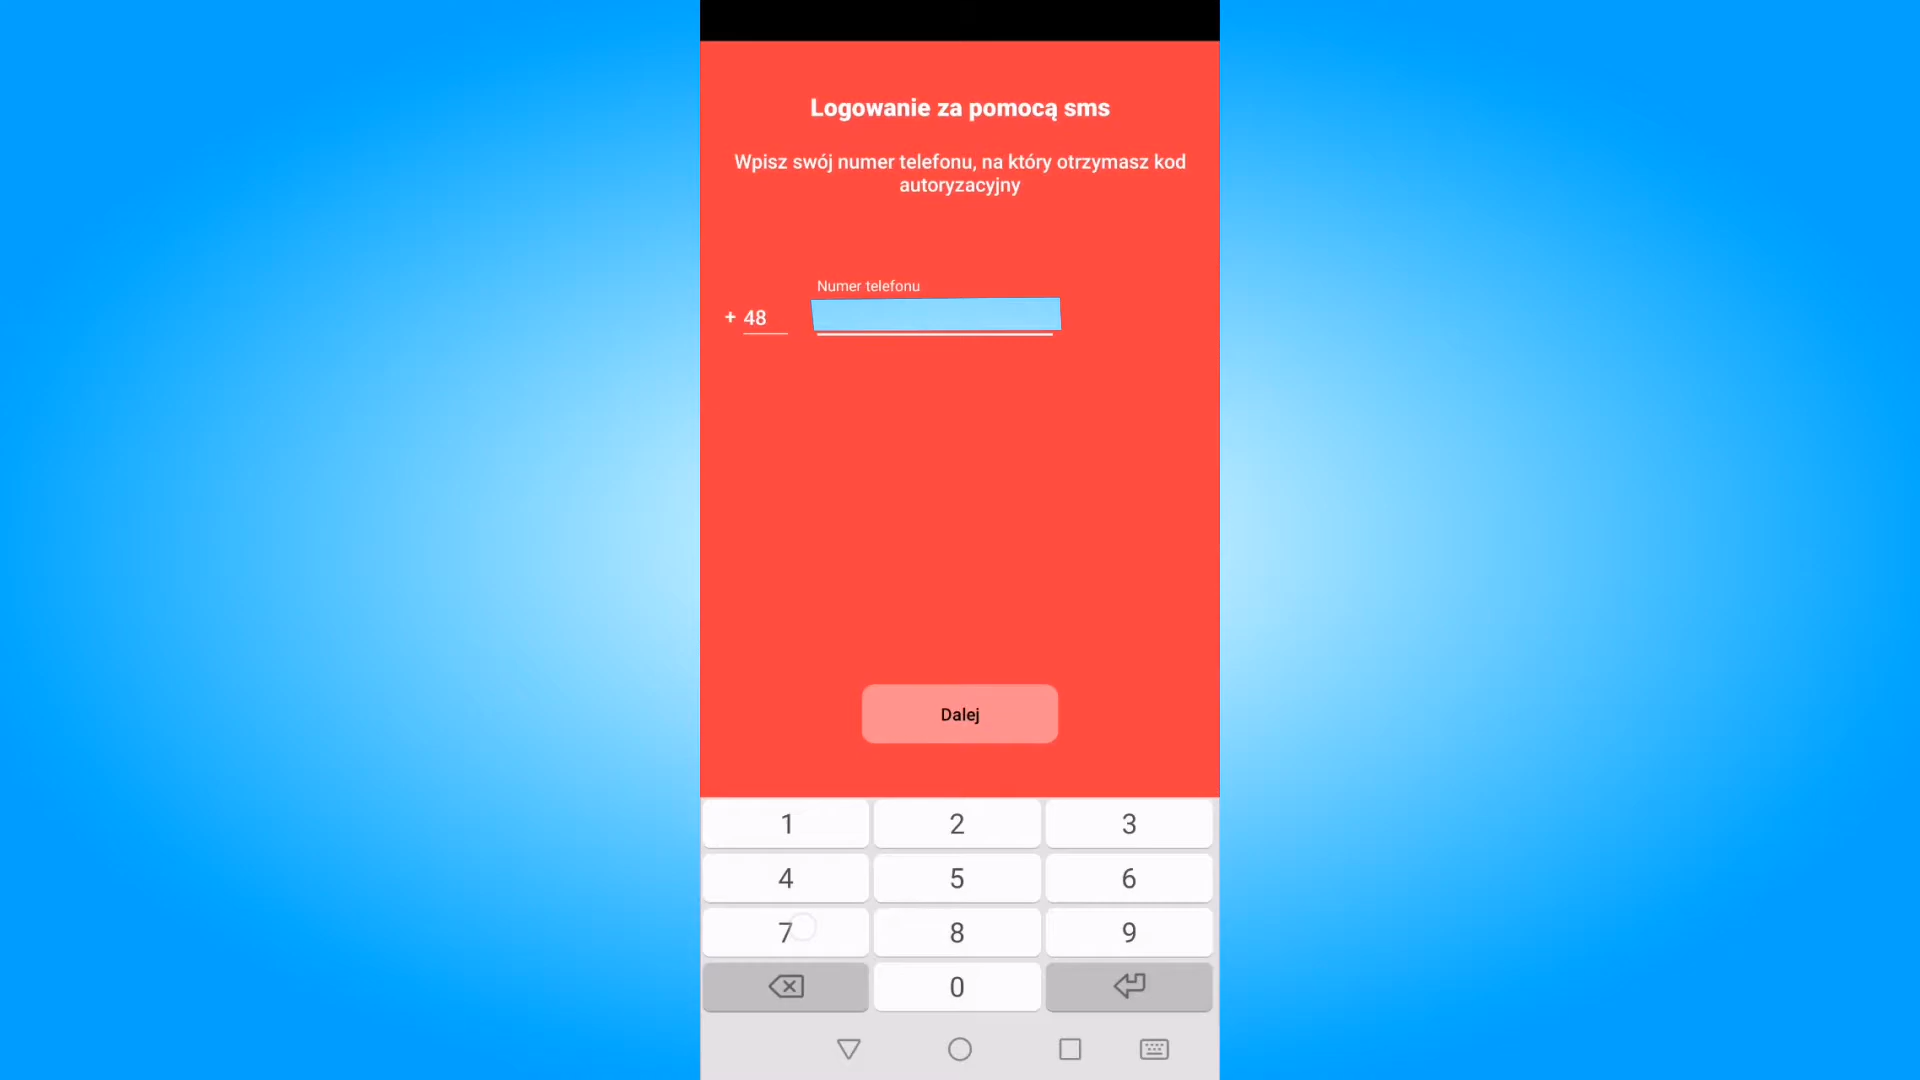 Logowanie za pomocą sms
Wpisz swój numer telefonu, na który otrzymasz kod
autoryzacyjny
Numer telefonu
+ 48
Dalej
1 2 3
4 5 6
7 8 9
0